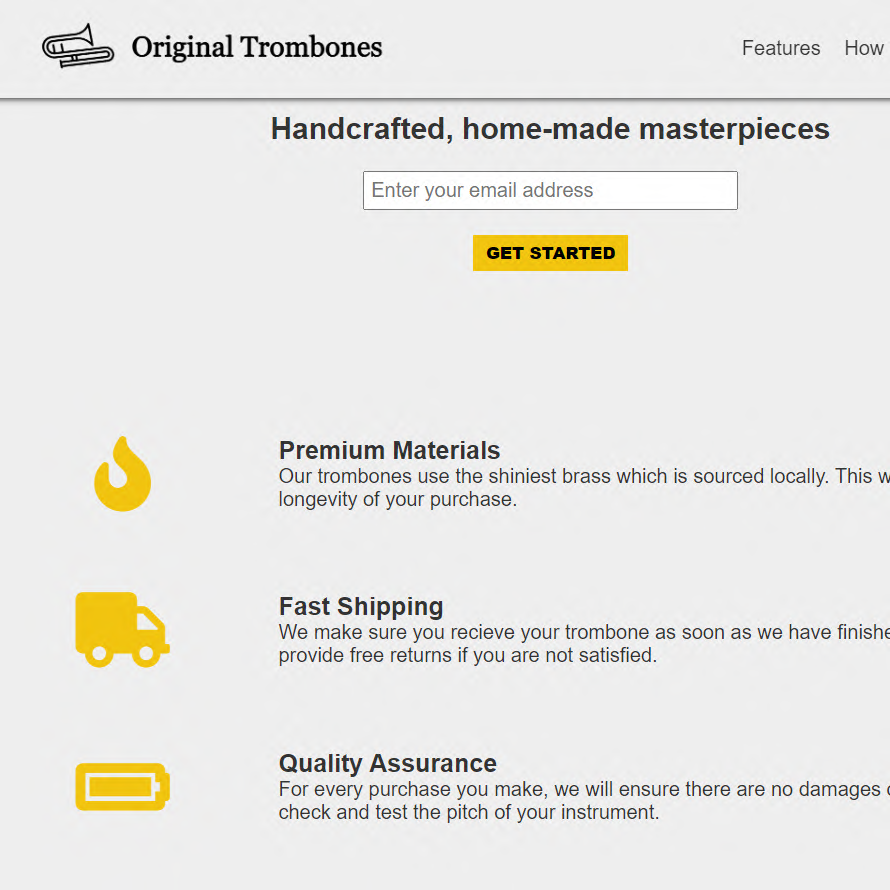 Original Trombones
Features How
Handcrafted, home-made masterpieces
Enter your email address
GET STARTED
Premium Materials
Our trombones use the shiniest brass which is sourced locally. This
longevity of your purchase.
Fast Shipping
We make sure you recieve your trombone as soon as we have finishe
provide free returns if you are not satisfied.
Quality Assurance
For every purchase you make, we will ensure there are no damages
check and test the pitch of your instrument.